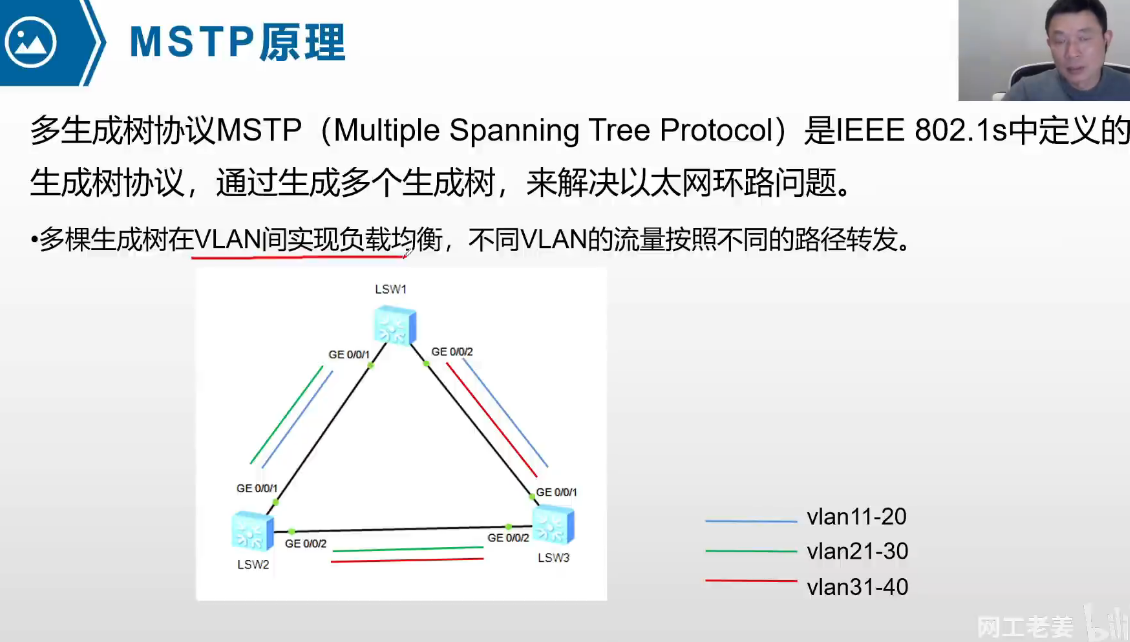 MSTP原理
多生成树协议MSTP（Multiple Spanning Tree Protocol）是IEEE 802.1s中定义的
生成树协议，通过生成多个生成树，来解决以太网环路问题。
•多棵生成树在VLAN间实现负载均衡，不同VLAN的流量按照不同的路径转发。
LSW1
GE 0/0/1
GE 0/0/2
GE 0/0/1
GE 0/0/1
GE 0/0/2
GE 0/0/2
LSW2
LSW3
vlan11-20
vlan21-30
vlan31-40
网工老姜 bili